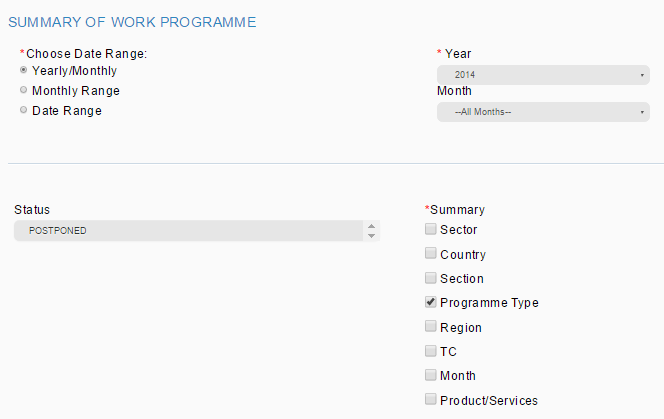 SUMMARY OF WORK PROGRAMME
*Choose Date Range:
Yearly/Monthly
Monthly Range
Date Range
* Year
2014
Month
--All Months--
Status
POSTPONED
*Summary
Sector
Country
Section
Programme Type
Region
TC
Month
Product/Services